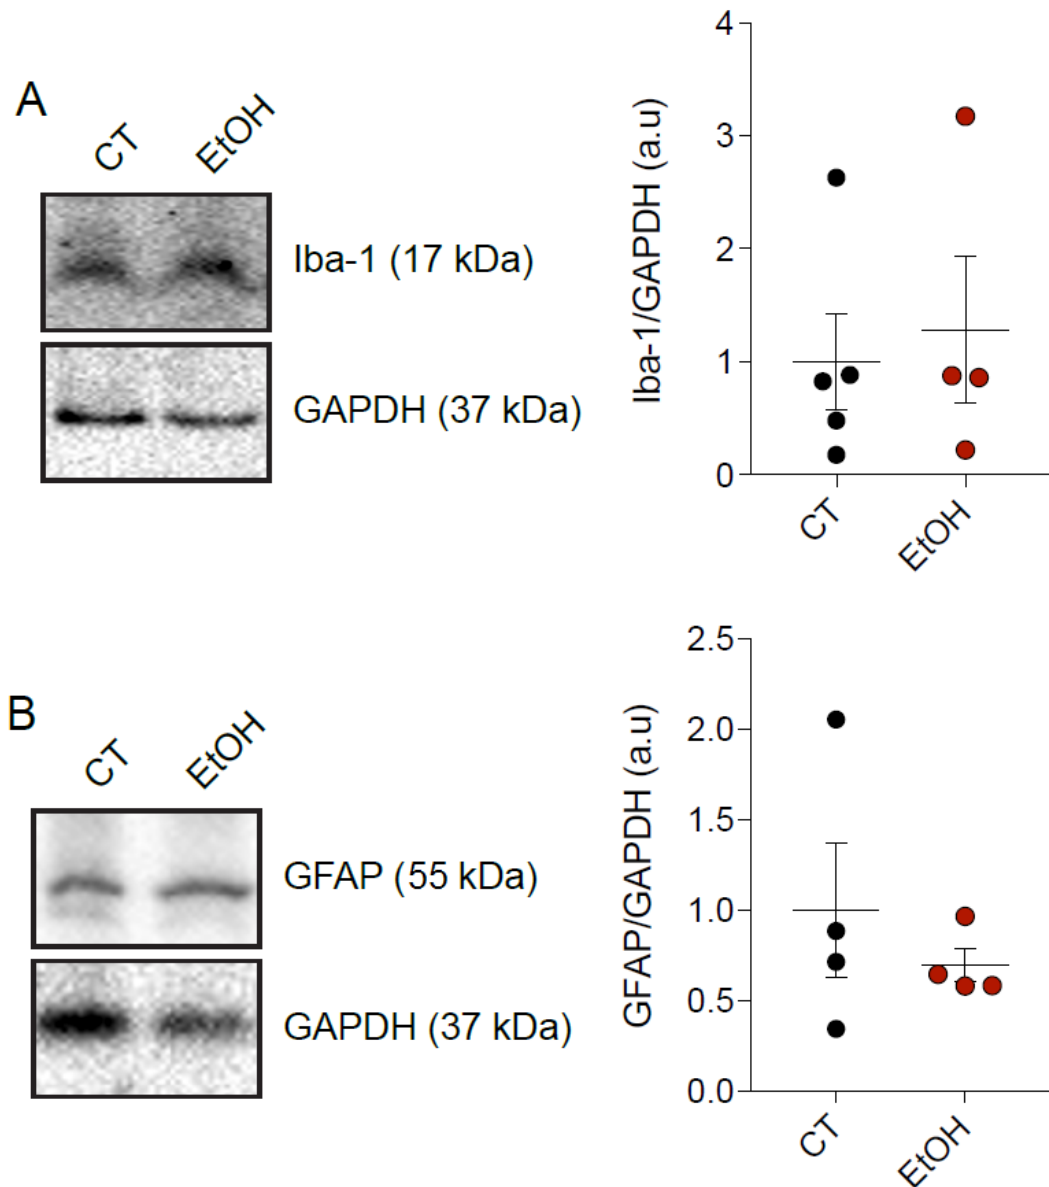 A
CT
EtOH
Iba-1 (17 kDa)
GAPDH (37 kDa)
Iba-1/GAPDH (a.u)
4
3
2
1
0
CT
EtOH
B
CT
EtOH
GFAP (55 kDa)
GAPDH (37 kDa)
GFAP/GAPDH (a.u)
2.5
2.0
1.5
1.0
0.5
0.0
CT
EtOH